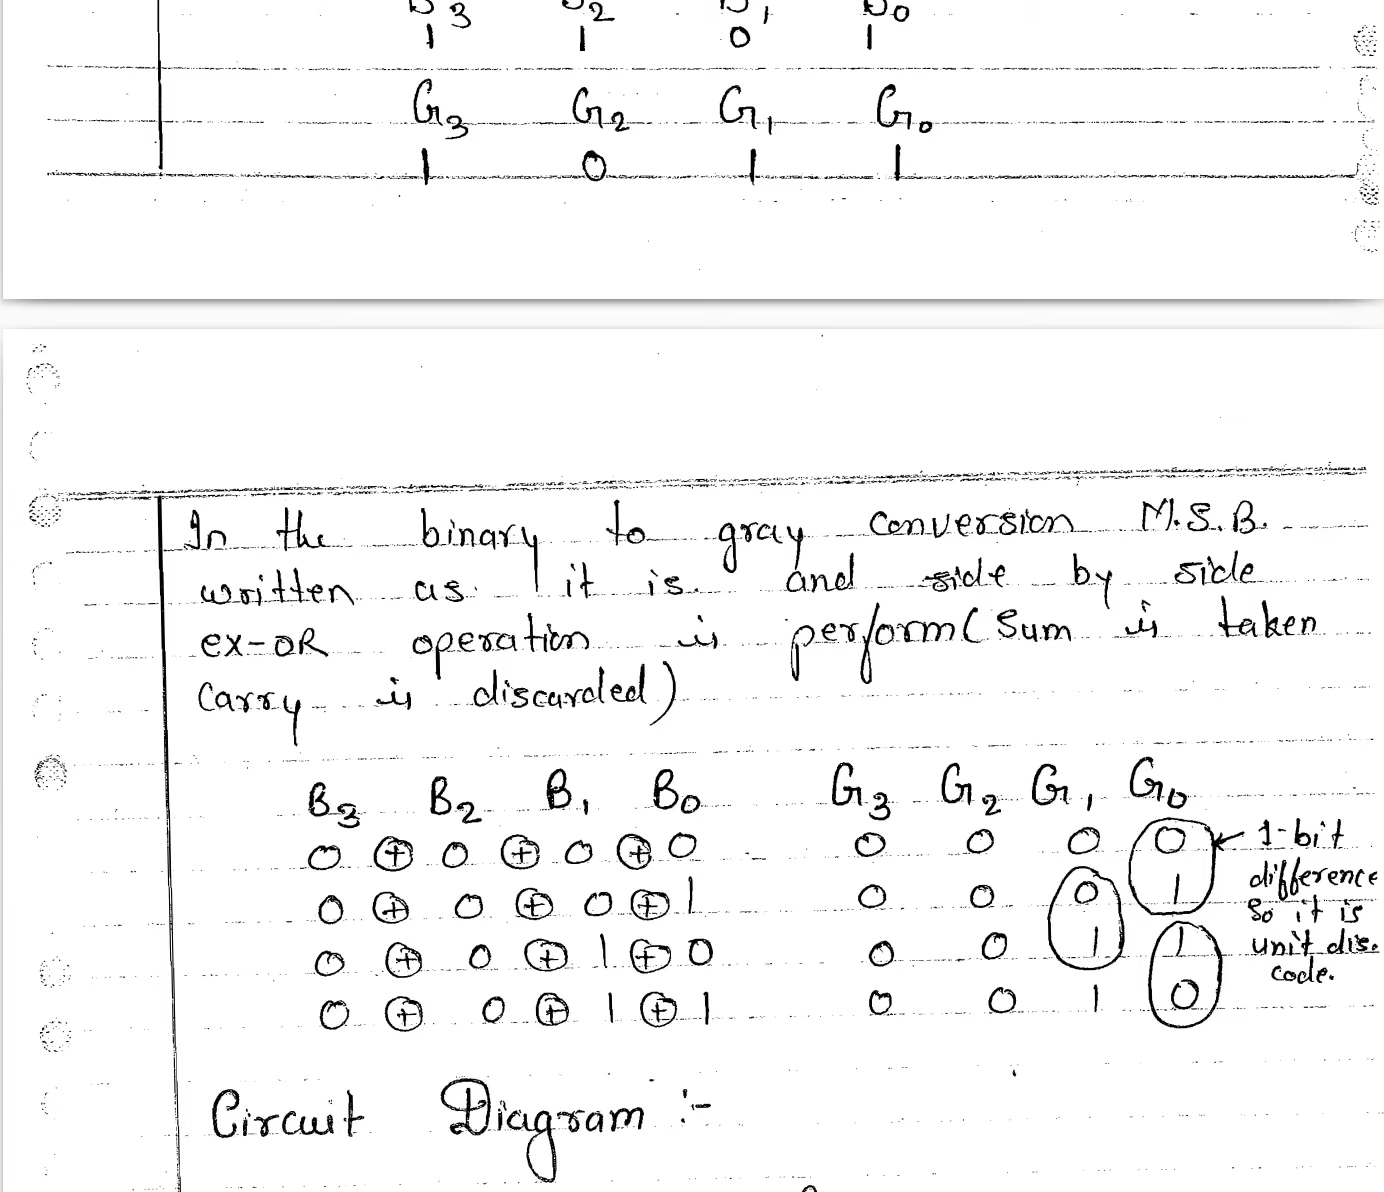 B3 B2 B1 B0
1 1 0 1
G3 G2 G1 G0
1 0 1 1
In the binary to gray conversion M.S.B.
written as it is. and side by side
ex-OR operation is perform (Sum is taken
Carry is discarded)
B3 B2 B1 B0 G3 G2 G1 G0
0 ⊕ 0 ⊕ 0 ⊕ 0 0 0 0 0 ← 1-bit
0 ⊕ 0 ⊕ 0 ⊕ 1 0 0 0 1 difference
So it is
0 ⊕ 0 ⊕ 1 ⊕ 0 0 0 1 1 unit dis.
code.
0 ⊕ 0 ⊕ 1 ⊕ 1 0 0 1 0
Circuit Diagram :-